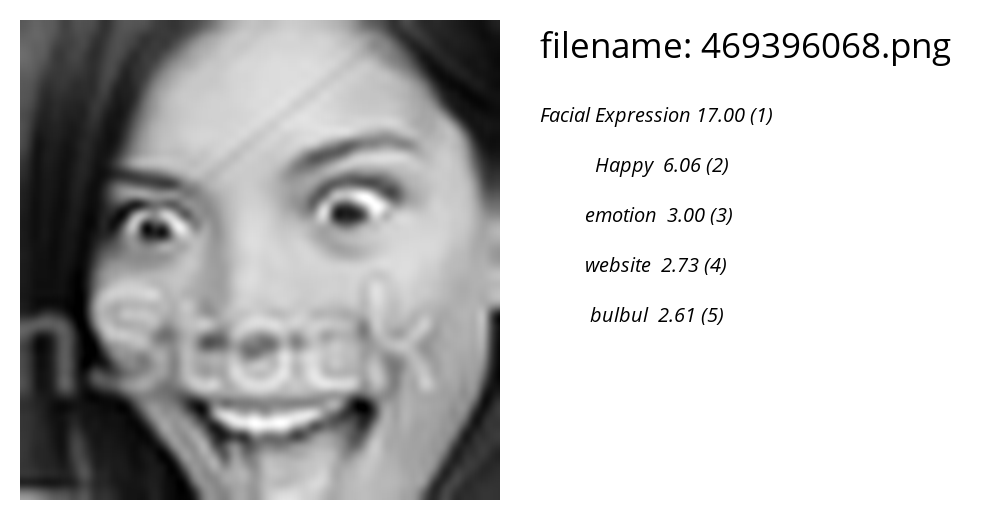 filename: 469396068.png
Facial Expression 17.00 (1)
Happy 6.06 (2)
emotion 3.00 (3)
website 2.73 (4)
bulbul 2.61 (5)
nStock